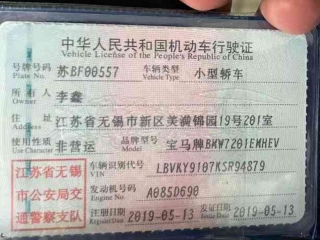 中华人民共和国机动车行驶证
Vehicle License of the People's Republic of China
号牌号码 苏BF00557 车辆类型 小型轿车
Plate No. Vehicle Type
所有人 李鑫
Owner
住址 江苏省无锡市新区美满锦园19号201室
Address
使用性质 非营运 品牌型号 宝马牌BMW7201EMHEV
Use Character Model
车辆识别代号 LBVKY9107KSR94879
VIN
发动机号码 A085D690
Engine No.
注册日期 2019-05-13 发证日期 2019-05-13
Register Date Issue Date
江苏省无锡
市公安局交
通警察支队